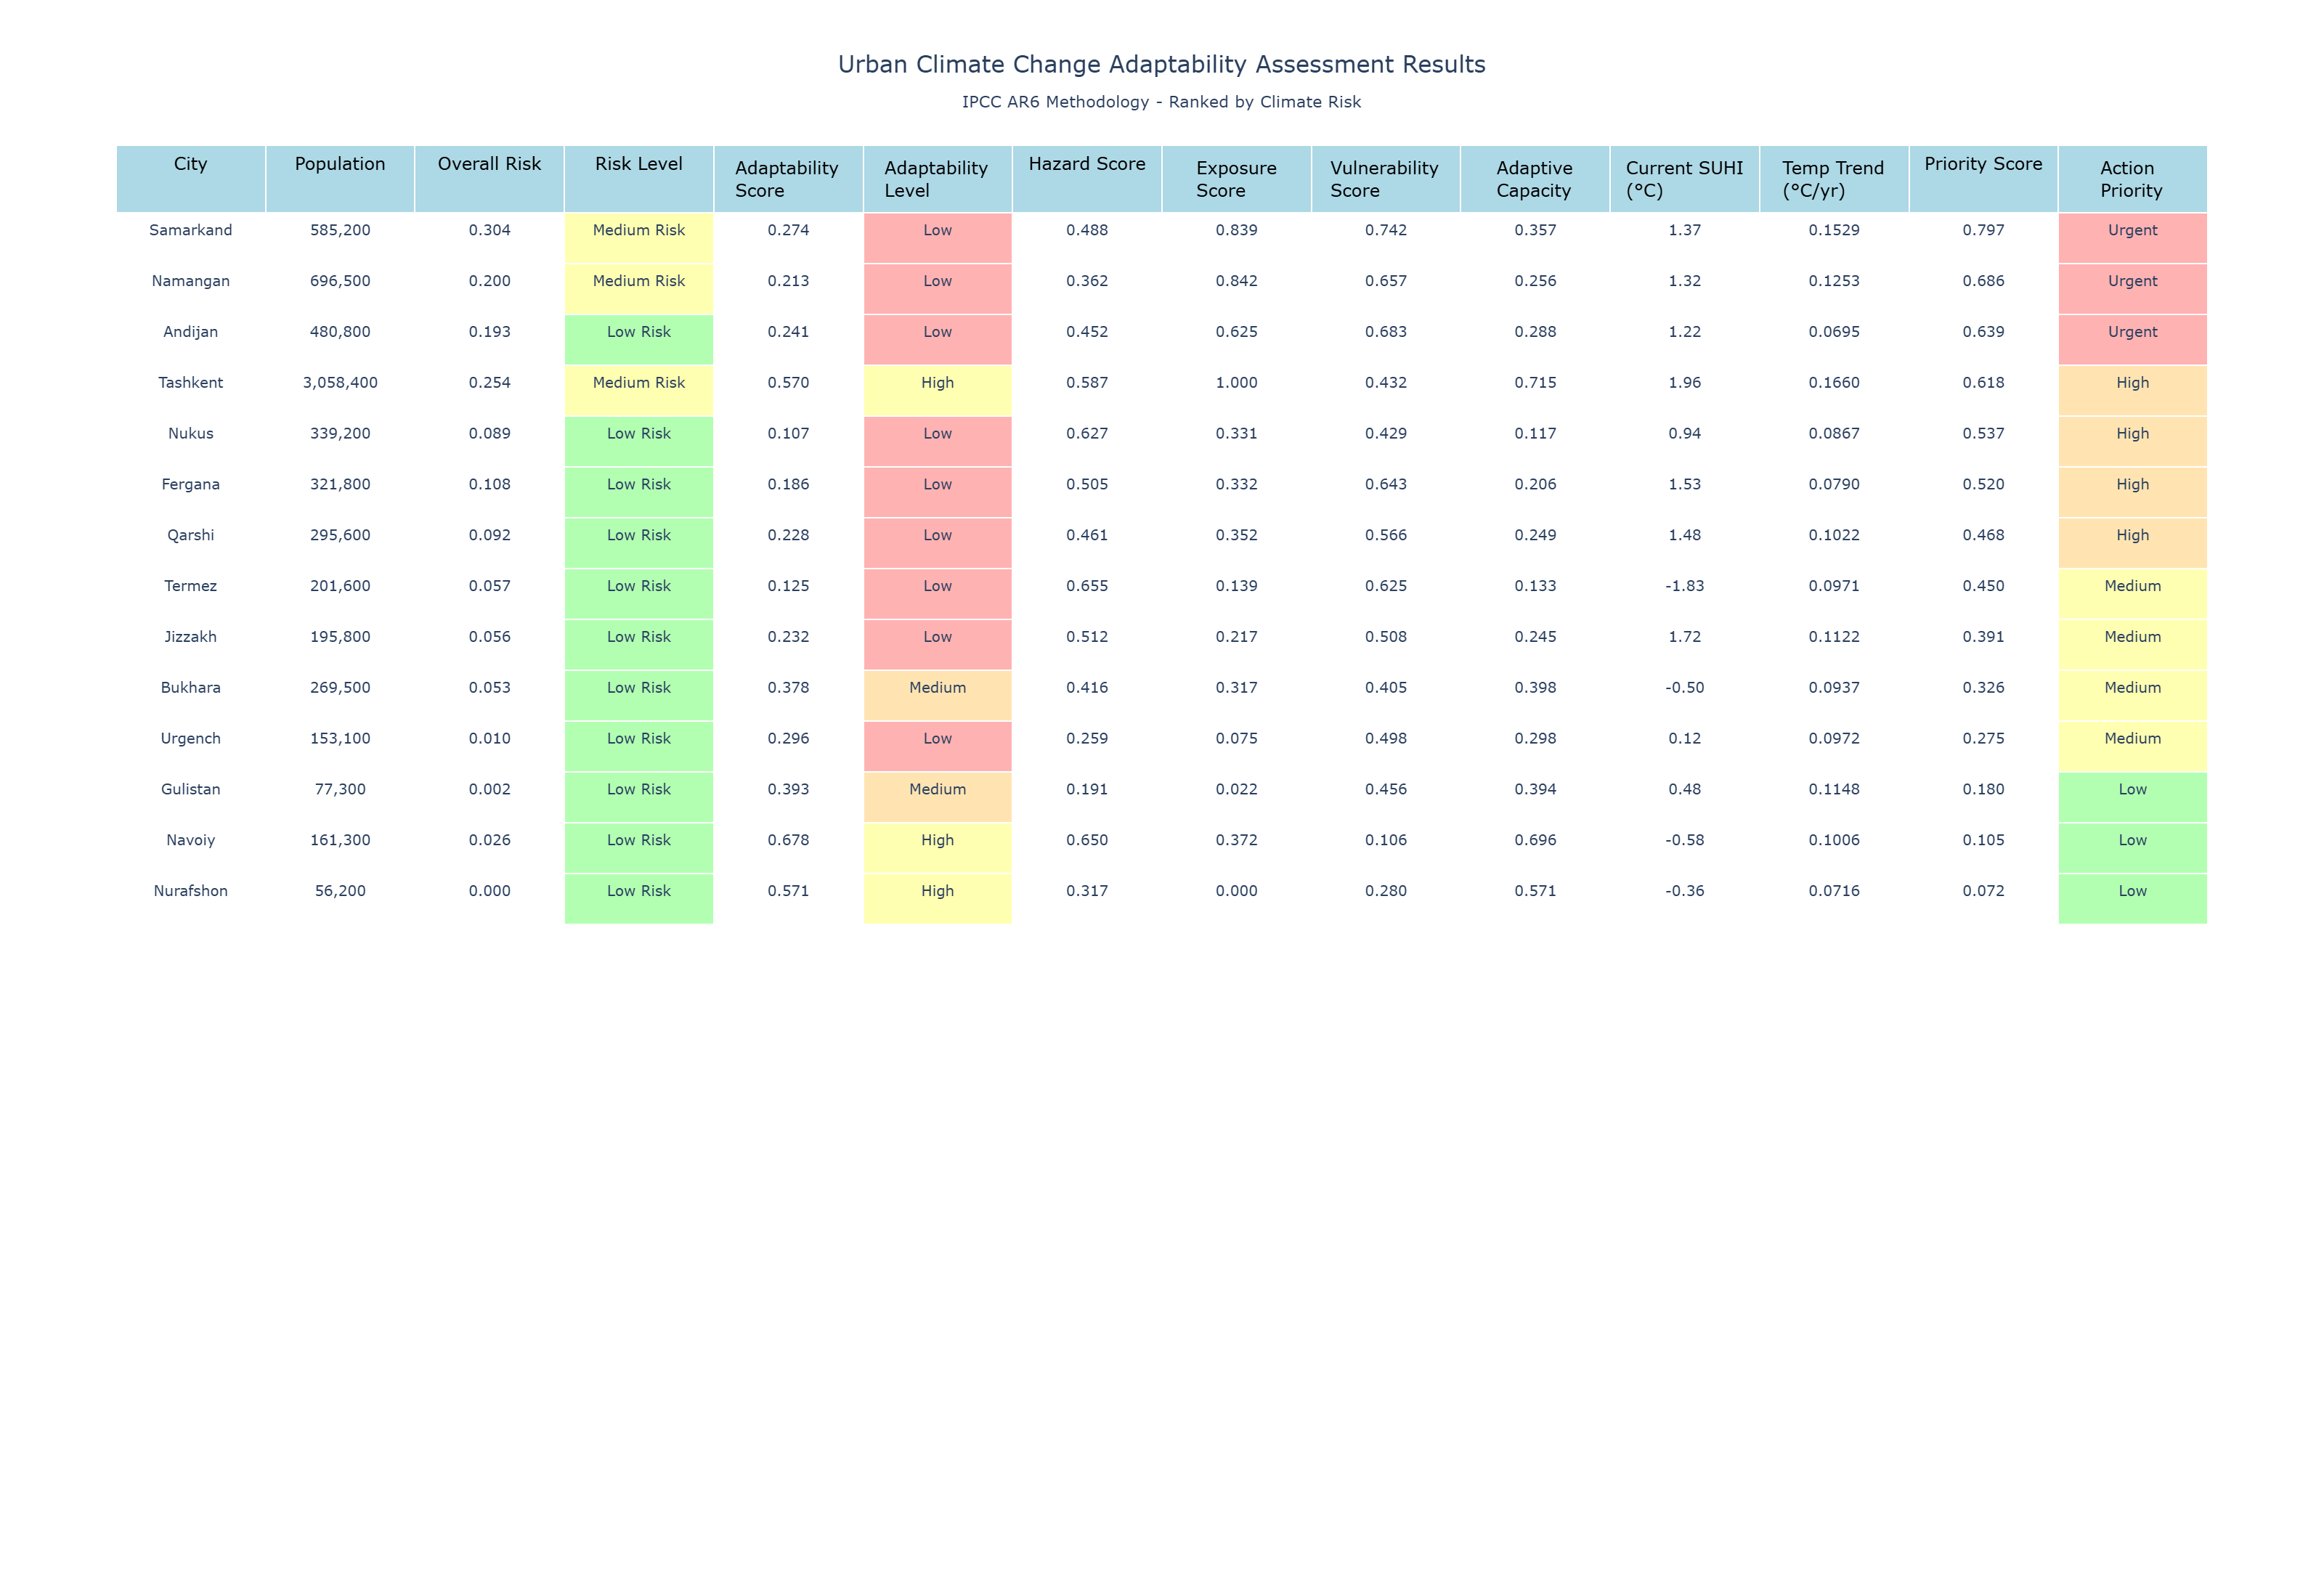 Urban Climate Change Adaptability Assessment Results
IPCC AR6 Methodology - Ranked by Climate Risk
City Population Overall Risk Risk Level Adaptability Score Adaptability Level Hazard Score Exposure Score Vulnerability Score Adaptive Capacity Current SUHI (°C) Temp Trend (°C/yr) Priority Score Action Priority
Samarkand 585,200 0.304 Medium Risk 0.274 Low 0.488 0.839 0.742 0.357 1.37 0.1529 0.797 Urgent
Namangan 696,500 0.200 Medium Risk 0.213 Low 0.362 0.842 0.657 0.256 1.32 0.1253 0.686 Urgent
Andijan 480,800 0.193 Low Risk 0.241 Low 0.452 0.625 0.683 0.288 1.22 0.0695 0.639 Urgent
Tashkent 3,058,400 0.254 Medium Risk 0.570 High 0.587 1.000 0.432 0.715 1.96 0.1660 0.618 High
Nukus 339,200 0.089 Low Risk 0.107 Low 0.627 0.331 0.429 0.117 0.94 0.0867 0.537 High
Fergana 321,800 0.108 Low Risk 0.186 Low 0.505 0.332 0.643 0.206 1.53 0.0790 0.520 High
Qarshi 295,600 0.092 Low Risk 0.228 Low 0.461 0.352 0.566 0.249 1.48 0.1022 0.468 High
Termez 201,600 0.057 Low Risk 0.125 Low 0.655 0.139 0.625 0.133 -1.83 0.0971 0.450 Medium
Jizzakh 195,800 0.056 Low Risk 0.232 Low 0.512 0.217 0.508 0.245 1.72 0.1122 0.391 Medium
Bukhara 269,500 0.053 Low Risk 0.378 Medium 0.416 0.317 0.405 0.398 -0.50 0.0937 0.326 Medium
Urgench 153,100 0.010 Low Risk 0.296 Low 0.259 0.075 0.498 0.298 0.12 0.0972 0.275 Medium
Gulistan 77,300 0.002 Low Risk 0.393 Medium 0.191 0.022 0.456 0.394 0.48 0.1148 0.180 Low
Navoiy 161,300 0.026 Low Risk 0.678 High 0.650 0.372 0.106 0.696 -0.58 0.1006 0.105 Low
Nurafshon 56,200 0.000 Low Risk 0.571 High 0.317 0.000 0.280 0.571 -0.36 0.0716 0.072 Low